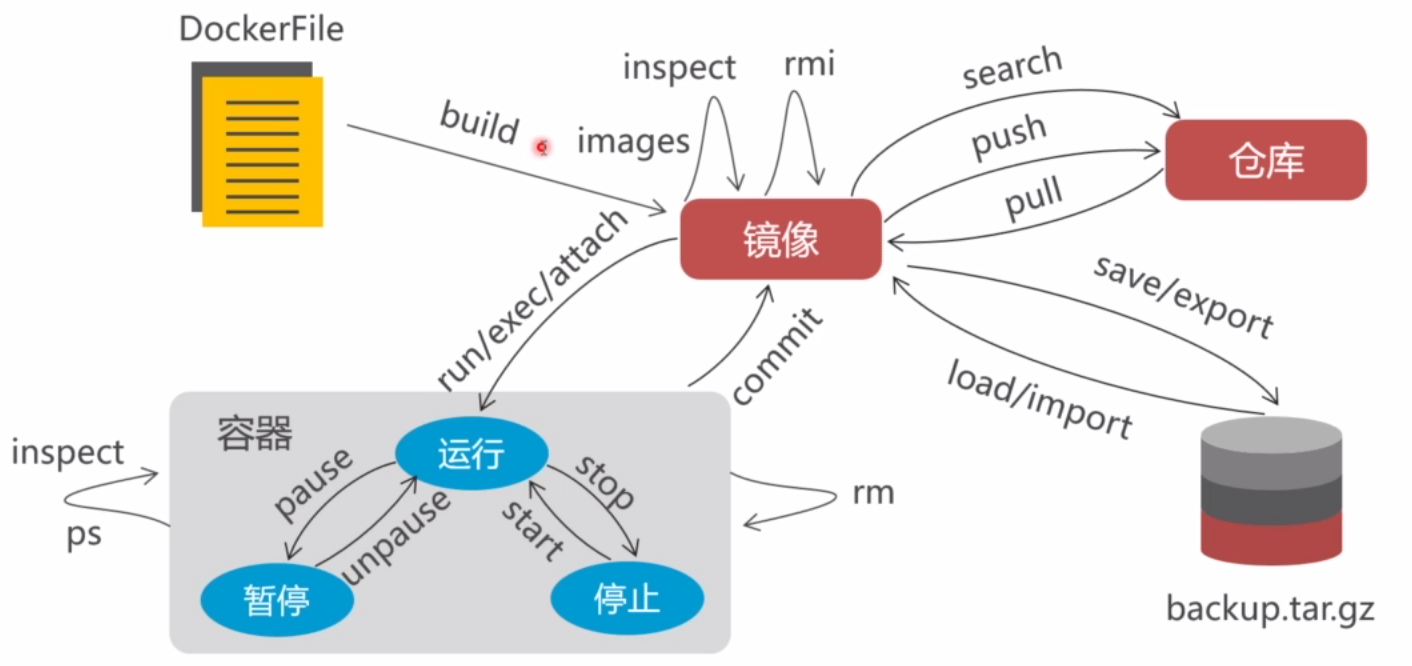 DockerFile
build
inspect
images
rmi
search
push
pull
仓库
镜像
run/exec/attach
commit
save/export
load/import
容器
运行
inspect
ps
pause
unpause
stop
start
rm
暂停
停止
backup.tar.gz